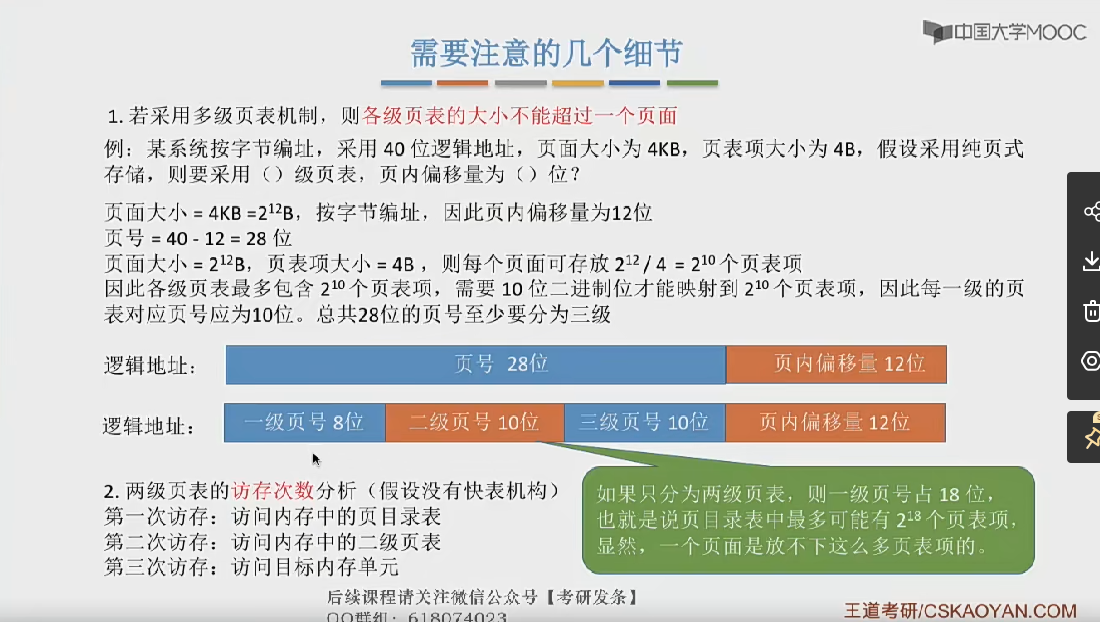 中国大学MOOC
需要注意的几个细节
1. 若采用多级页表机制，则各级页表的大小不能超过一个页面
例：某系统按字节编址，采用 40 位逻辑地址，页面大小为 4KB，页表项大小为 4B，假设采用纯页式
存储，则要采用（）级页表，页内偏移量为（）位？
页面大小 = 4KB =2¹²B，按字节编址，因此页内偏移量为12位
页号 = 40 - 12 = 28 位
页面大小 = 2¹²B，页表项大小 = 4B ，则每个页面可存放 2¹² / 4 = 2¹⁰ 个页表项
因此各级页表最多包含 2¹⁰ 个页表项，需要 10 位二进制位才能映射到 2¹⁰ 个页表项，因此每一级的页
表对应页号应为10位。总共28位的页号至少要分为三级
逻辑地址： 页号 28位 页内偏移量 12位
逻辑地址： 一级页号 8位 二级页号 10位 三级页号 10位 页内偏移量 12位
2. 两级页表的访存次数分析（假设没有快表机构）
第一次访存：访问内存中的页目录表
第二次访存：访问内存中的二级页表
第三次访存：访问目标内存单元
如果只分为两级页表，则一级页号占 18 位，
也就是说页目录表中最多可能有 2¹⁸ 个页表项，
显然，一个页面是放不下这么多页表项的。
后续课程请关注微信公众号【考研发条】
QQ群组：618074023
王道考研/CSKAOYAN.COM